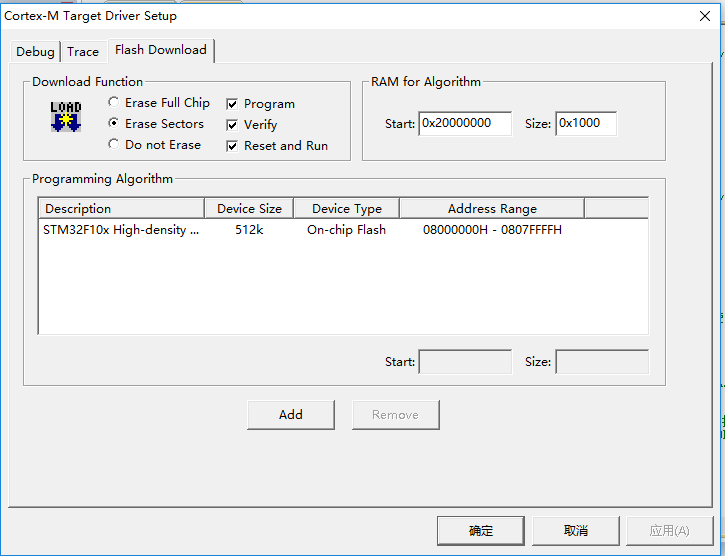 Cortex-M Target Driver Setup
Debug Trace Flash Download
Download Function
LOAD
Erase Full Chip
Erase Sectors
Do not Erase
Program
Verify
Reset and Run
RAM for Algorithm
Start: 0x20000000 Size: 0x1000
Programming Algorithm
Description Device Size Device Type Address Range
STM32F10x High-density ... 512k On-chip Flash 08000000H - 0807FFFFH
Start: Size:
Add Remove
确定 取消 应用(A)